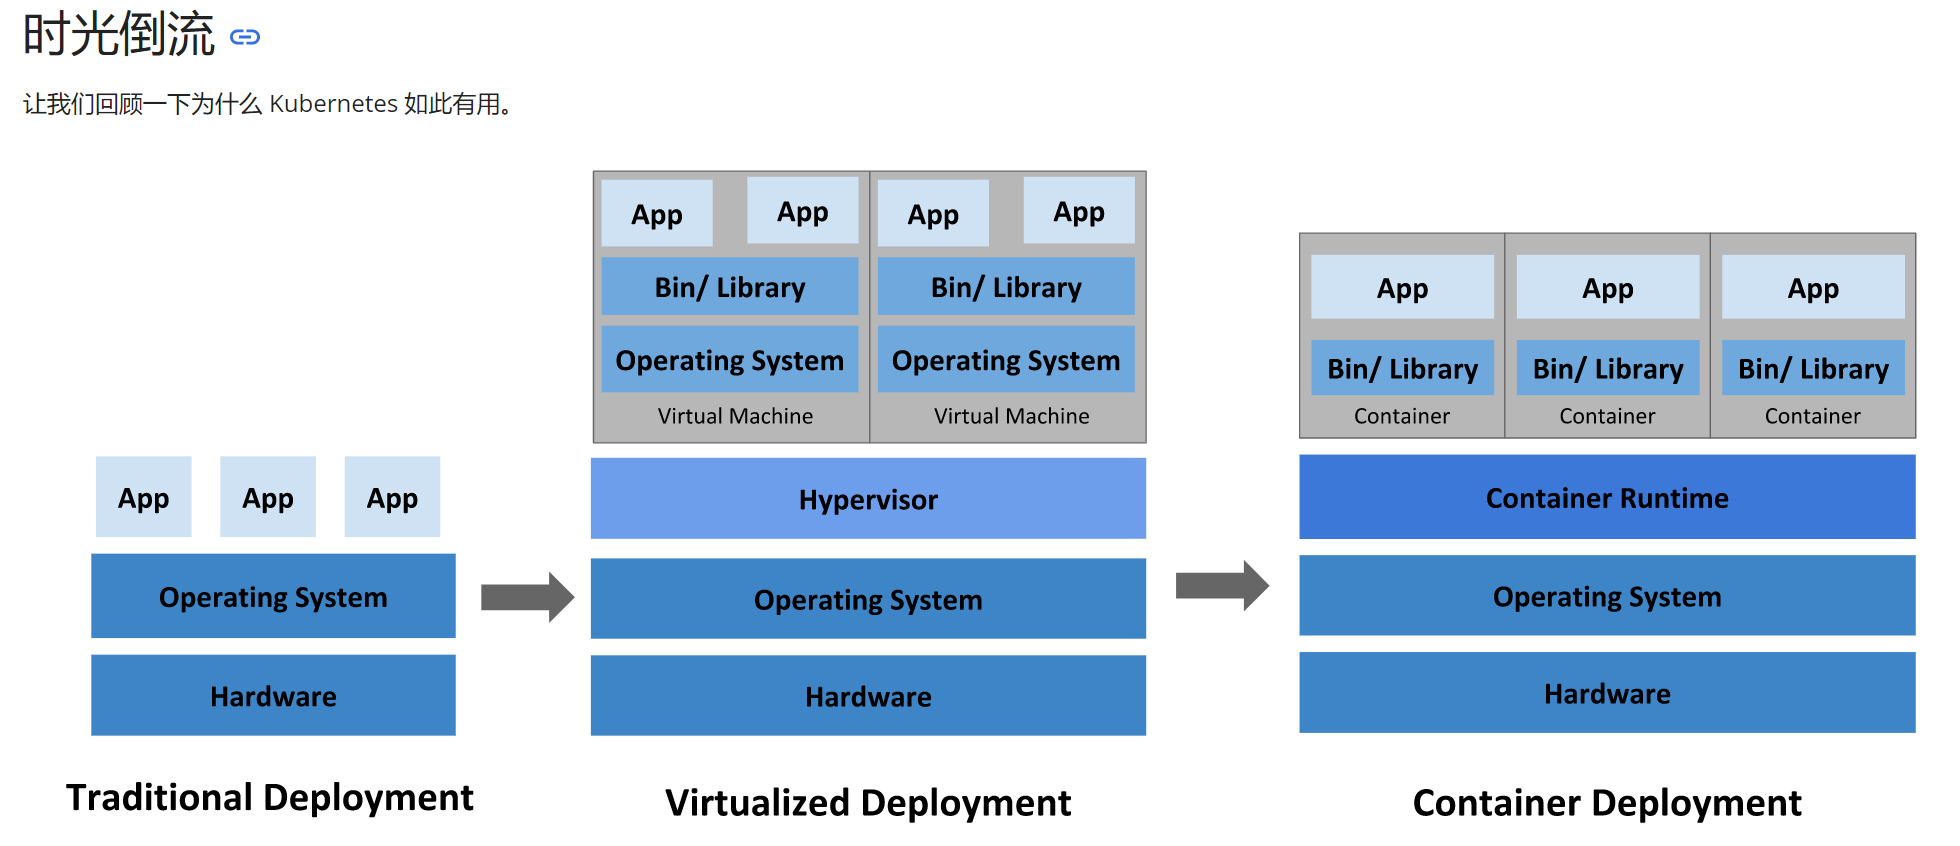 时光倒流
让我们回顾一下为什么 Kubernetes 如此有用。
App
App
App
Operating System
Hardware
Traditional Deployment
App
App
App
App
Bin/ Library
Bin/ Library
Operating System
Operating System
Virtual Machine
Virtual Machine
Hypervisor
Operating System
Hardware
Virtualized Deployment
App
App
App
Bin/ Library
Bin/ Library
Bin/ Library
Container
Container
Container
Container Runtime
Operating System
Hardware
Container Deployment